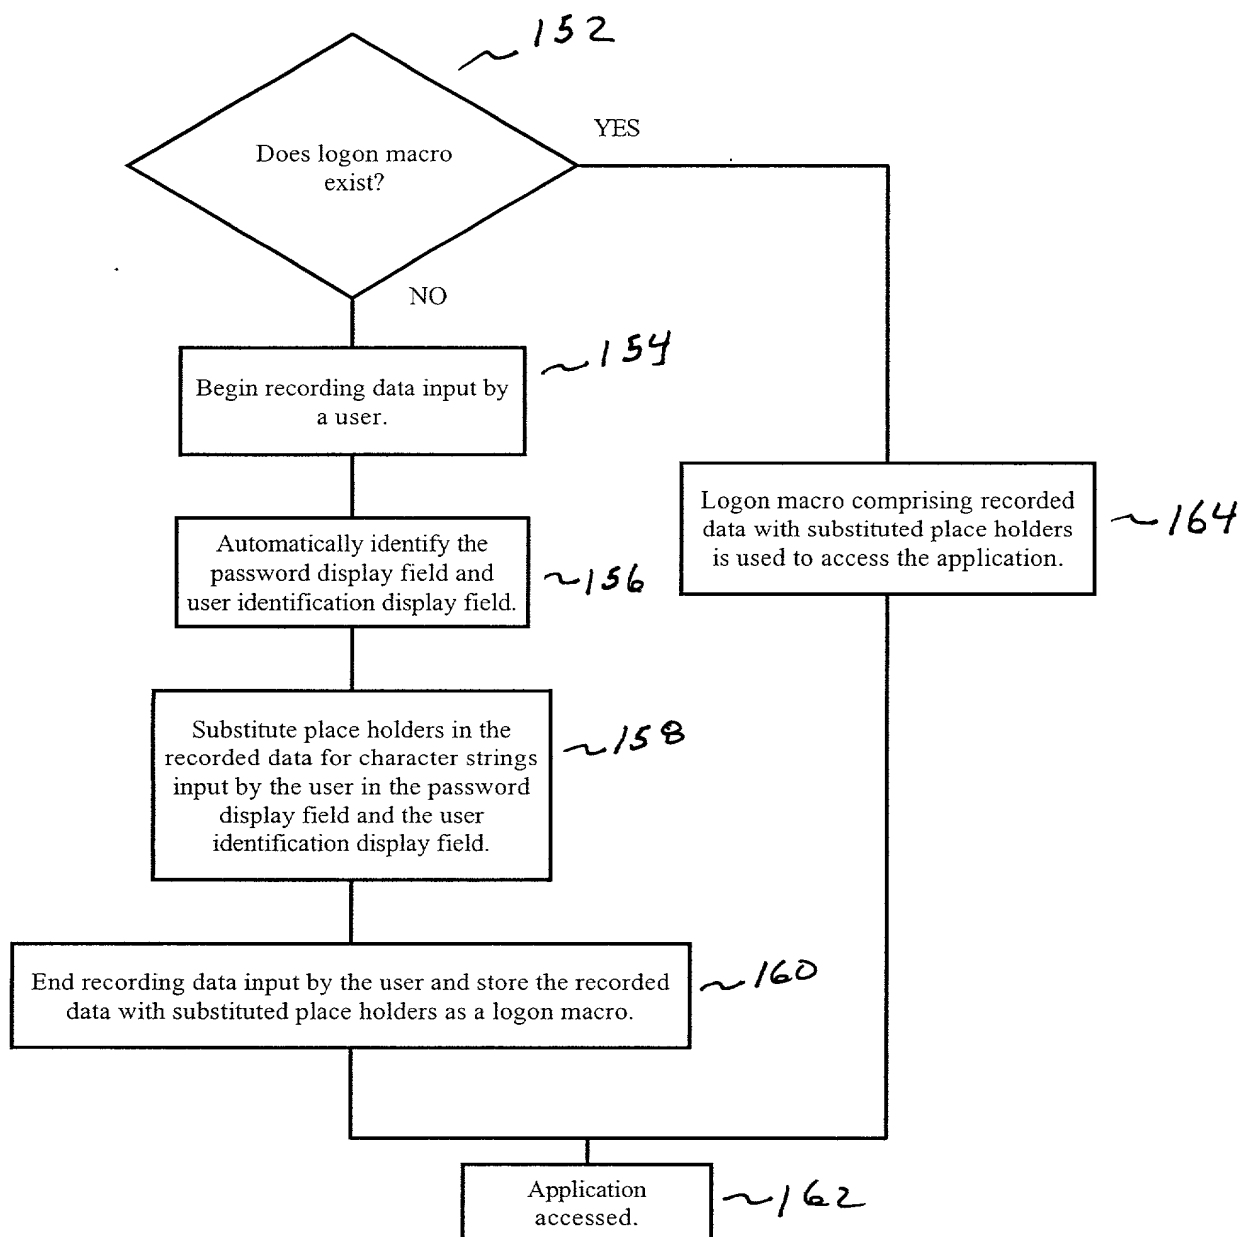 152
YES
Does logon macro
exist?
NO
154
Begin recording data input by
a user.
Logon macro comprising recorded
data with substituted place holders
is used to access the application.
164
Automatically identify the
password display field and
user identification display field.
156
Substitute place holders in the
recorded data for character strings
input by the user in the password
display field and the user
identification display field.
158
End recording data input by the user and store the recorded
data with substituted place holders as a logon macro.
160
Application
accessed.
162